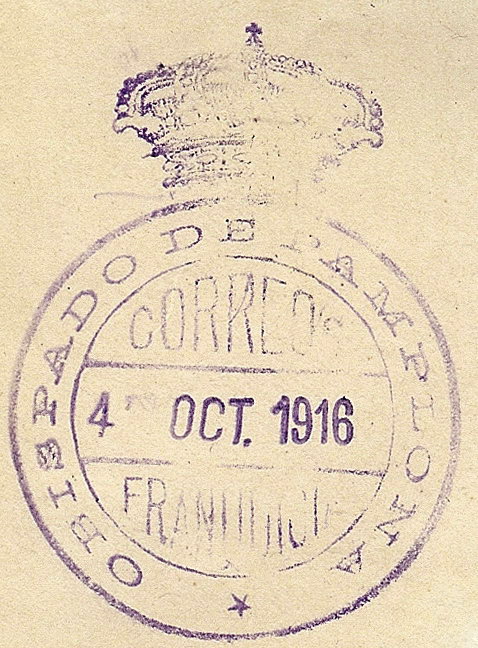 OBISPADO DE PAMPLONA
CORREOS
4 OCT. 1916
FRANQUICIA